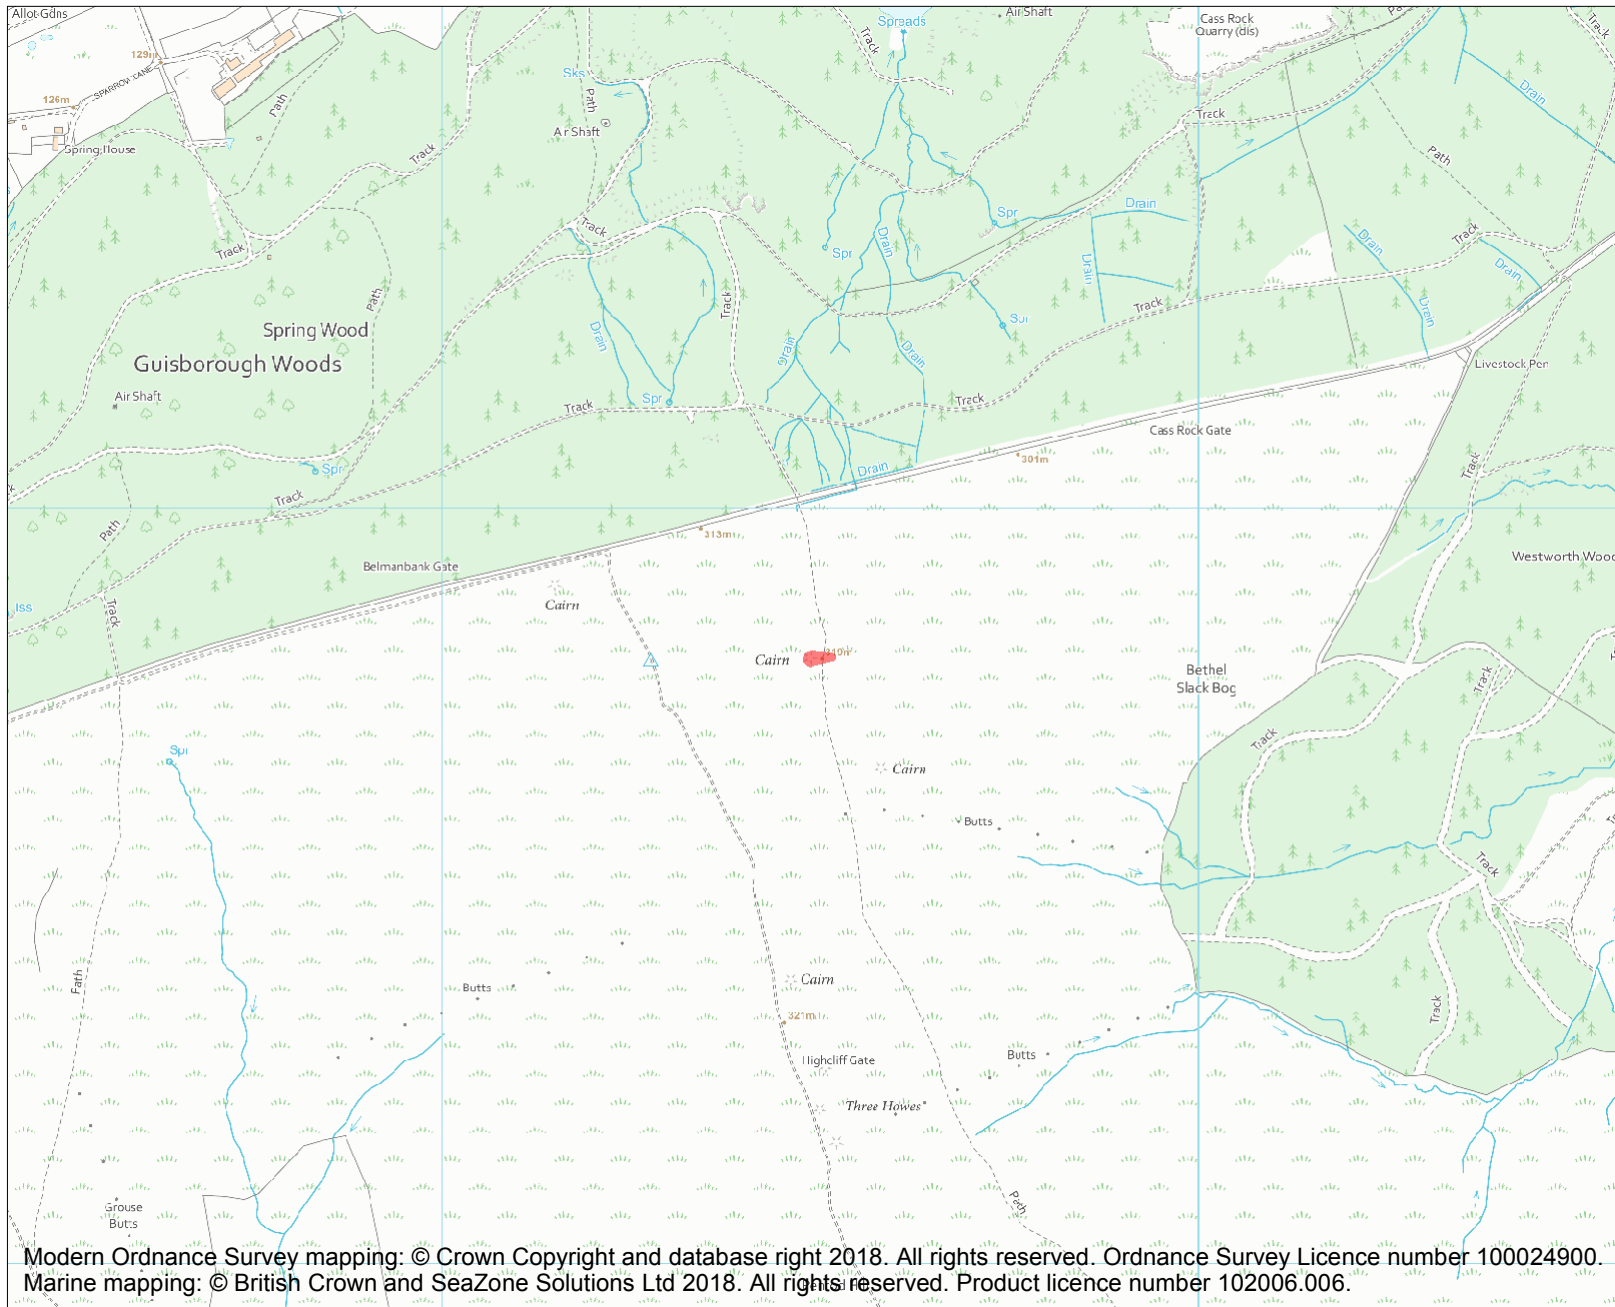 Allot Gdns
129m
SPARROW LANE
126m
Spring House
Path
Track
Sks
Path
Air Shaft
Track
Spreads
Air Shaft
Cass Rock
Quarry (dis)
Track
Track
Drain
Path
Track
Track
Spr
Drain
Spr
Drain
Drain
Drain
Track
Drain
Track
Path
Spring Wood
Guisborough Woods
Air Shaft
Drain
Track
Drain
Drain
Spr
Track
Drain
Livestock Pen
Track
Spr
Track
Cass Rock Gate
Spr
Track
Drain
301m
Track
Path
313m
Belmanbank Gate
Iss
Track
Cairn
Cairn
Westworth Wood
Bethel
Slack Bog
Track
Track
Spr
Cairn
Butts
Track
Path
Butts
Cairn
321m
Highcliff Gate
Butts
Track
Three Howes
Path
Grouse
Butts
Modern Ordnance Survey mapping: © Crown Copyright and database right 2018. All rights reserved. Ordnance Survey Licence number 100024900.
Marine mapping: © British Crown and SeaZone Solutions Ltd 2018. All rights reserved. Product licence number 102006.006.